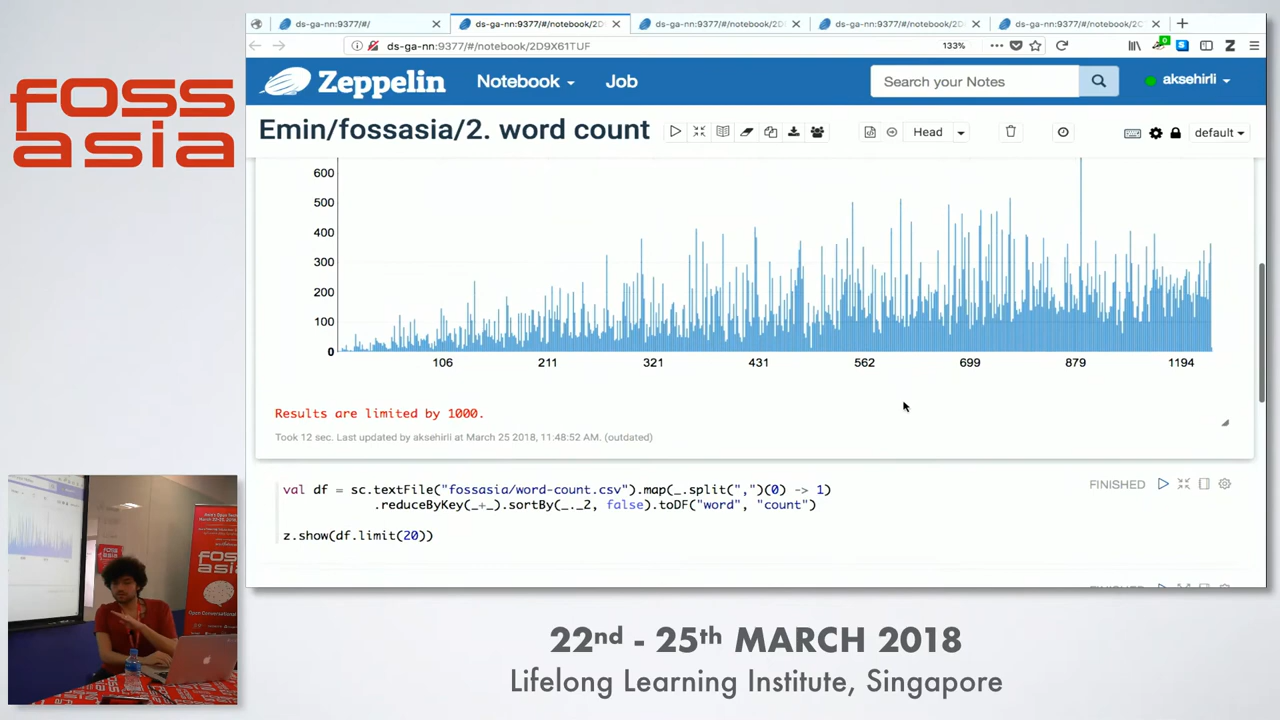 foss
asia
ds-ga-nn:9377/#/
ds-ga-nn:9377/#/notebook/2D
ds-ga-nn:9377/#/notebook/2D
ds-ga-nn:9377/#/notebook/2D
ds-ga-nn:9377/#/notebook/2C
ds-ga-nn:9377/#/notebook/2D9X61TUF
133%
0
Zeppelin
Notebook
Job
Search your Notes
aksehirli
Emin/fossasia/2. word count
Head
default
600
500
400
300
200
100
0
106 211 321 431 562 699 879 1194
Results are limited by 1000.
Took 12 sec. Last updated by aksehirli at March 25 2018, 11:48:52 AM. (outdated)
val df = sc.textFile("fossasia/word-count.csv").map(_.split(",")(0) -> 1)
.reduceByKey(_+_).sortBy(_._2, false).toDF("word", "count")
z.show(df.limit(20))
FINISHED
22nd - 25th MARCH 2018
Lifelong Learning Institute, Singapore